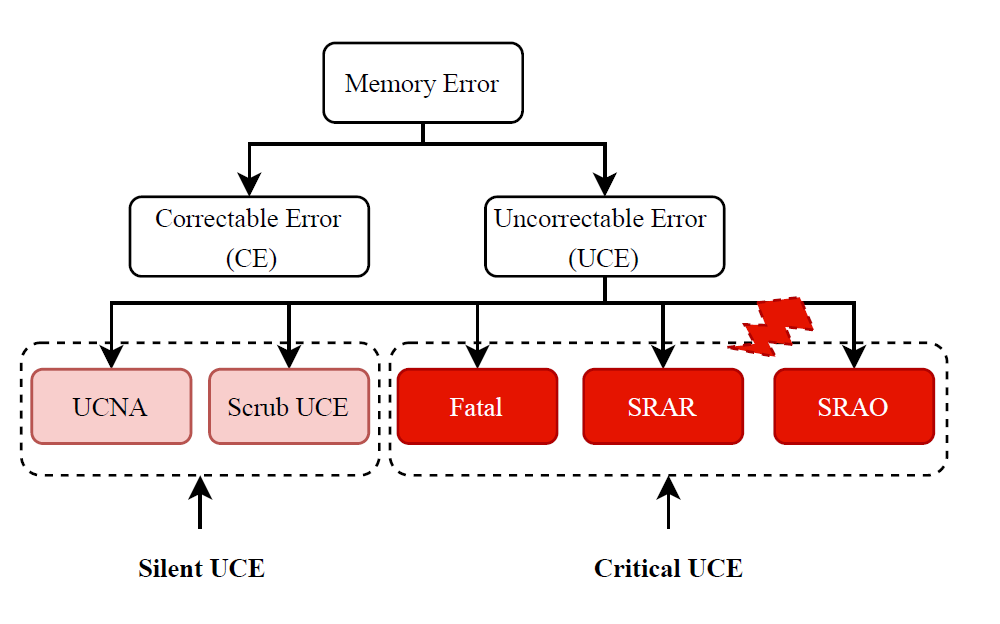 Memory Error
Correctable Error
(CE)
Uncorrectable Error
(UCE)
UCNA
Scrub UCE
Fatal
SRAR
SRAO
Silent UCE
Critical UCE